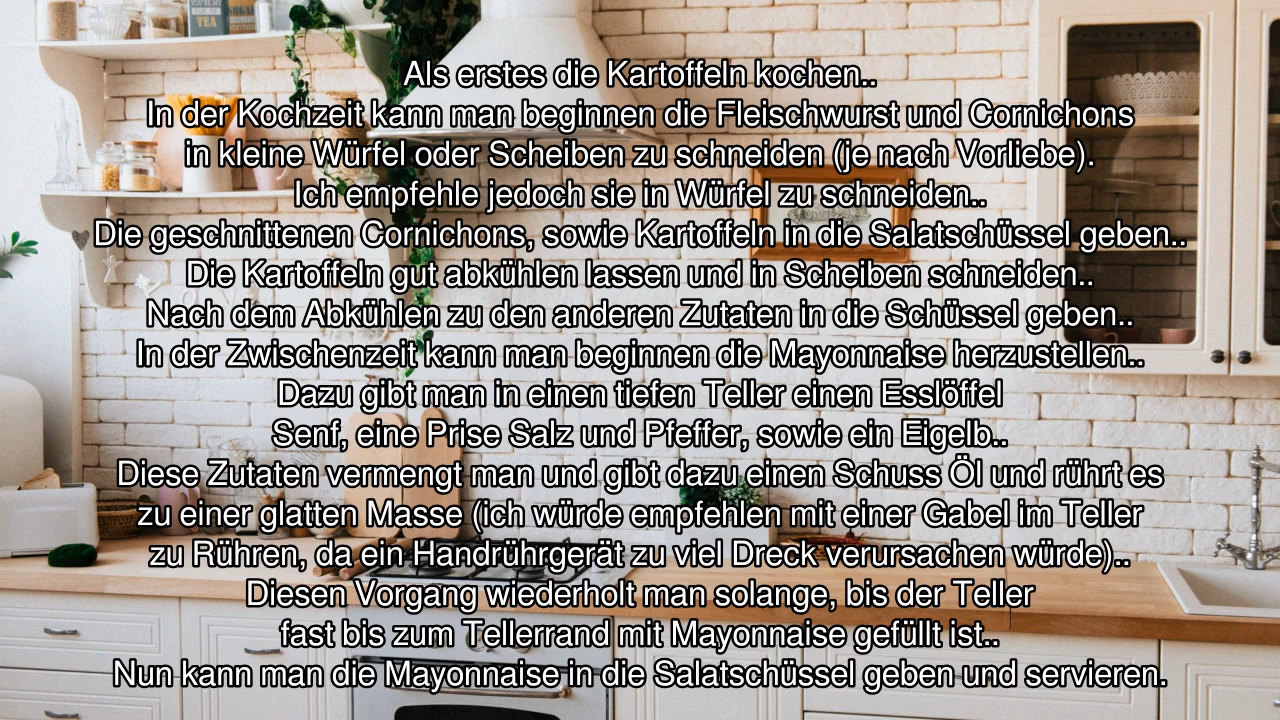 TEA
Als erstes die Kartoffeln kochen..
In der Kochzeit kann man beginnen die Fleischwurst und Cornichons
in kleine Würfel oder Scheiben zu schneiden (je nach Vorliebe).
Ich empfehle jedoch sie in Würfel zu schneiden..
Die geschnittenen Cornichons, sowie Kartoffeln in die Salatschüssel geben..
Die Kartoffeln gut abkühlen lassen und in Scheiben schneiden..
Nach dem Abkühlen zu den anderen Zutaten in die Schüssel geben..
In der Zwischenzeit kann man beginnen die Mayonnaise herzustellen..
Dazu gibt man in einen tiefen Teller einen Esslöffel
Senf, eine Prise Salz und Pfeffer, sowie ein Eigelb..
Diese Zutaten vermengt man und gibt dazu einen Schuss Öl und rührt es
zu einer glatten Masse (ich würde empfehlen mit einer Gabel im Teller
zu Rühren, da ein Handrührgerät zu viel Dreck verursachen würde)..
Diesen Vorgang wiederholt man solange, bis der Teller
fast bis zum Tellerrand mit Mayonnaise gefüllt ist..
Nun kann man die Mayonnaise in die Salatschüssel geben und servieren.